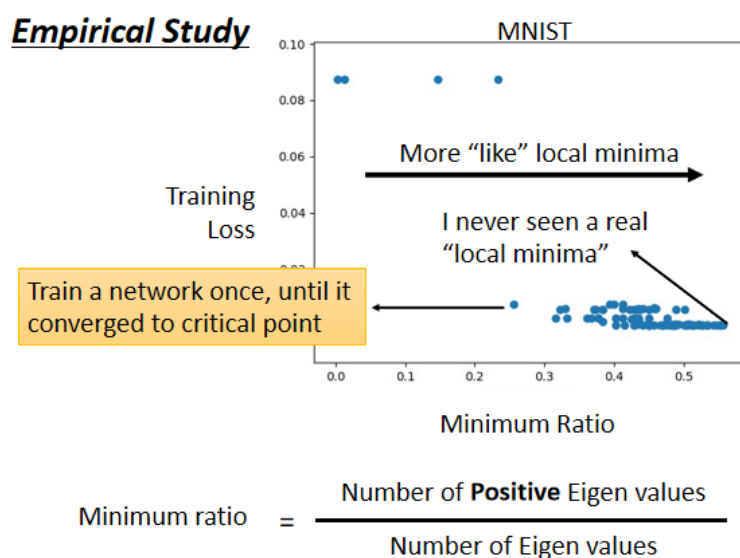 Empirical Study
MNIST
0.10
0.08
0.06
0.04
More “like” local minima
Training
Loss
I never seen a real
“local minima”
Train a network once, until it
converged to critical point
0.0 0.1 0.2 0.3 0.4 0.5
Minimum Ratio
Minimum ratio =
Number of Positive Eigen values
Number of Eigen values